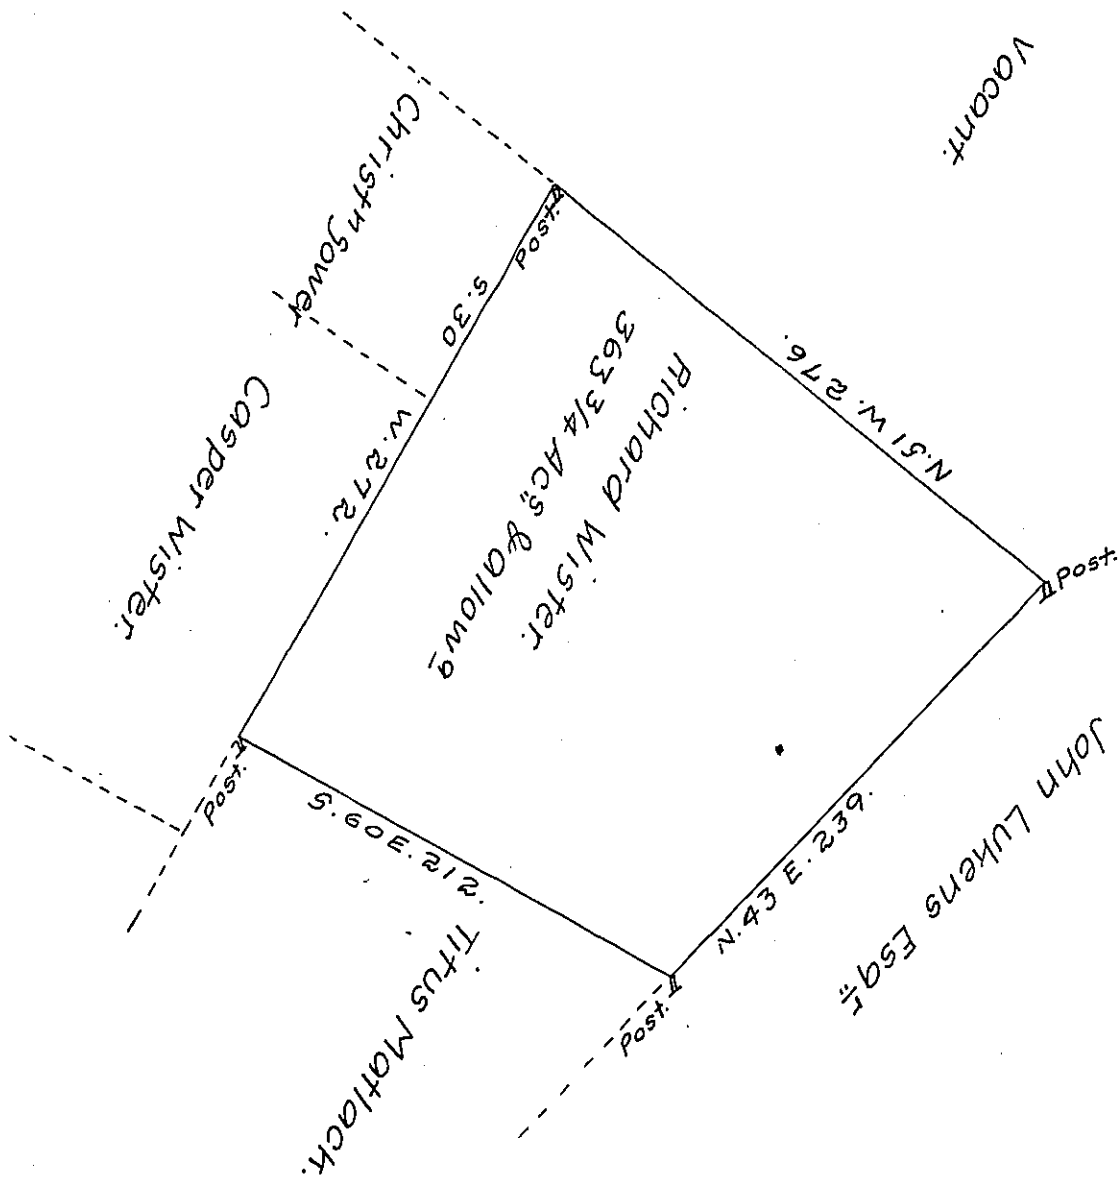 Vacant.
Christn Gower
Post.
S. 30 W. 272.
N. 51 W. 276.
Richard Wister.
363 3/4 Acs & allowa
Casper Wister.
Post.
Post.
S. 60 E. 212.
N. 43 E. 239.
John Lukens Esqr
Titus Matlack.
Post.